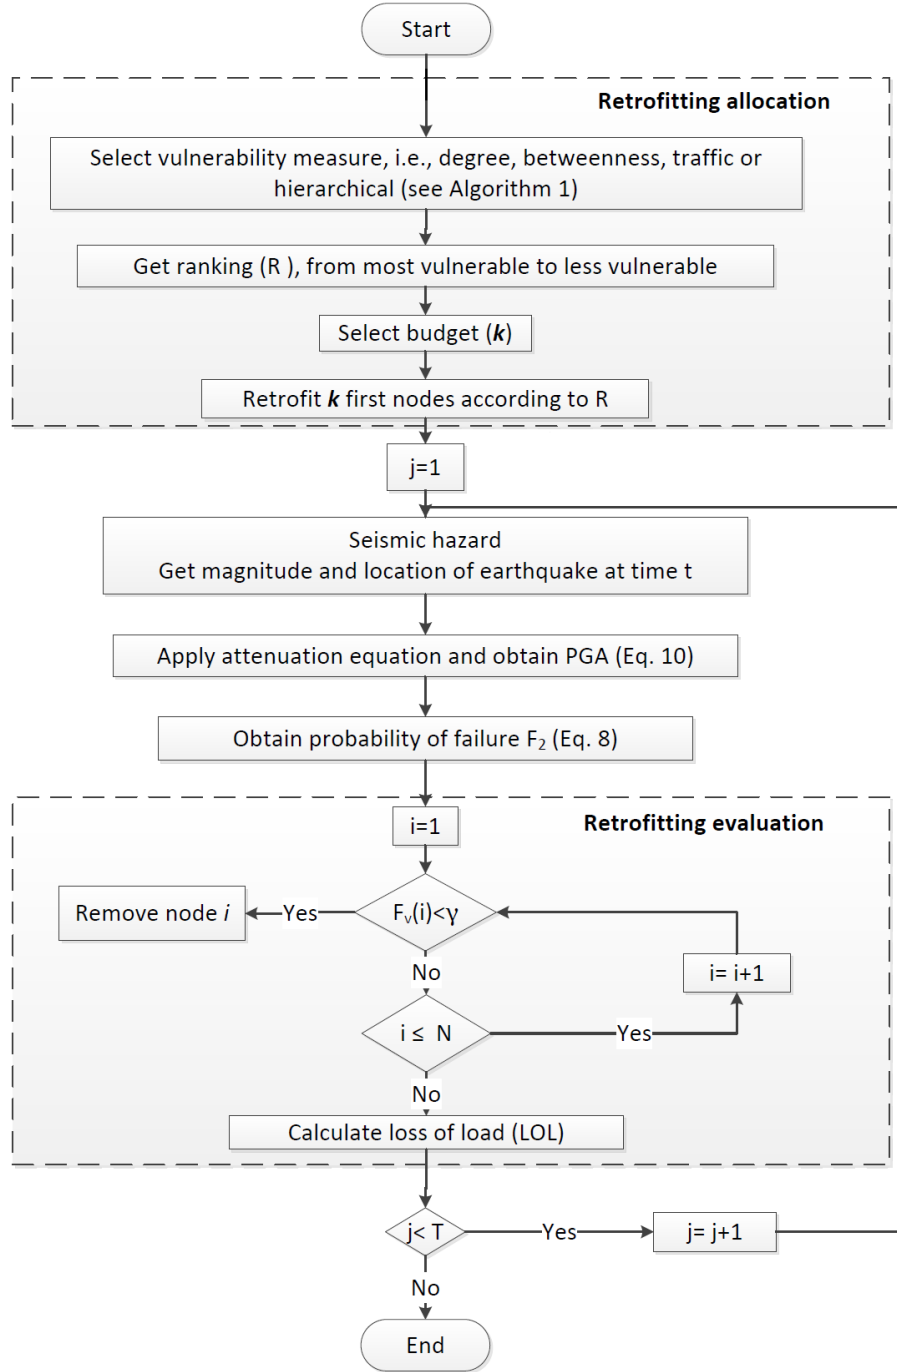 Start
Retrofitting allocation
Select vulnerability measure, i.e., degree, betweenness, traffic or
hierarchical (see Algorithm 1)
Get ranking (R ), from most vulnerable to less vulnerable
Select budget (k)
Retrofit k first nodes according to R
j=1
Seismic hazard
Get magnitude and location of earthquake at time t
Apply attenuation equation and obtain PGA (Eq. 10)
Obtain probability of failure F₂ (Eq. 8)
Retrofitting evaluation
i=1
Remove node i
Yes
Fᵥ(i)<γ
No
i= i+1
i ≤ N
Yes
No
Calculate loss of load (LOL)
j< T
Yes
j= j+1
No
End